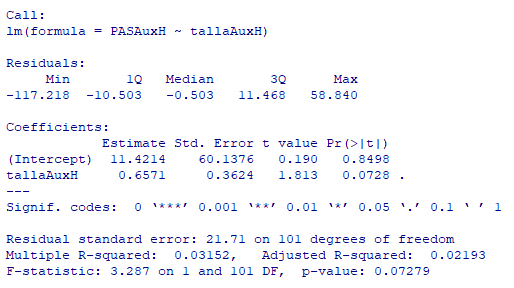 Call:
lm(formula = PASAuxH ~ tallaAuxH)
Residuals:
Min 1Q Median 3Q Max
-117.218 -10.503 -0.503 11.468 58.840
Coefficients:
Estimate Std. Error t value Pr(>|t|)
(Intercept) 11.4214 60.1376 0.190 0.8498
tallaAuxH 0.6571 0.3624 1.813 0.0728 .
---
Signif. codes: 0 ‘***’ 0.001 ‘**’ 0.01 ‘*’ 0.05 ‘.’ 0.1 ‘ ’ 1
Residual standard error: 21.71 on 101 degrees of freedom
Multiple R-squared: 0.03152, Adjusted R-squared: 0.02193
F-statistic: 3.287 on 1 and 101 DF, p-value: 0.07279